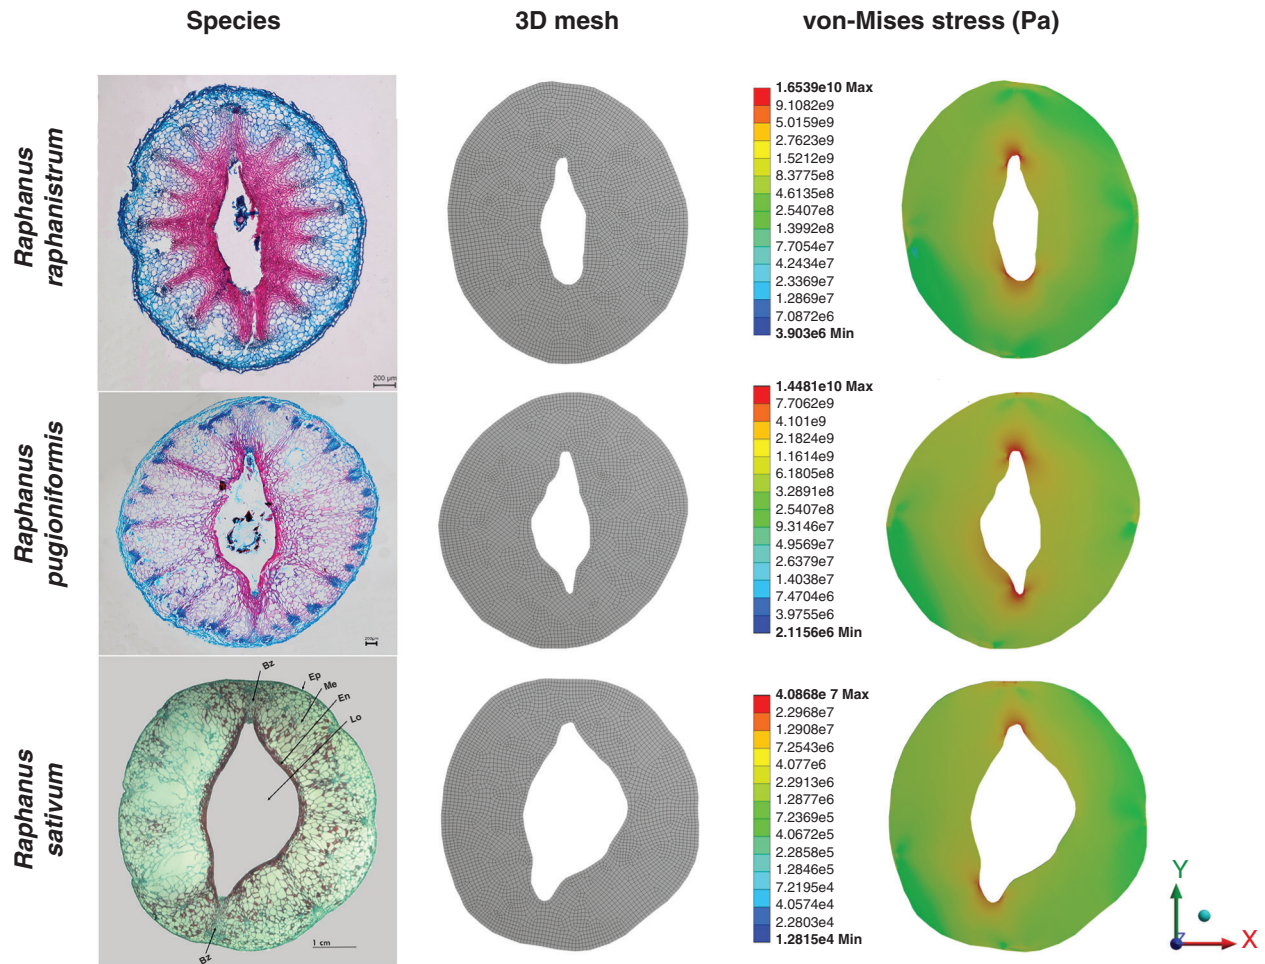 Species
3D mesh
von-Mises stress (Pa)
Raphanus
raphanistrum
200 µm
1.6539e10 Max
9.1082e9
5.0159e9
2.7623e9
1.5212e9
8.3775e8
4.6135e8
2.5407e8
1.3992e8
7.7054e7
4.2434e7
2.3369e7
1.2869e7
7.0872e6
3.903e6 Min
Raphanus
pugioniformis
200µm
1.4481e10 Max
7.7062e9
4.101e9
2.1824e9
1.1614e9
6.1805e8
3.2891e8
2.5407e8
9.3146e7
4.9569e7
2.6379e7
1.4038e7
7.4704e6
3.9755e6
2.1156e6 Min
Raphanus
sativum
Bz
Ep
Me
En
Lo
Bz
1 cm
4.0868e 7 Max
2.2968e7
1.2908e7
7.2543e6
4.077e6
2.2913e6
1.2877e6
7.2369e5
4.0672e5
2.2858e5
1.2846e5
7.2195e4
4.0574e4
2.2803e4
1.2815e4 Min
Y
Z
X